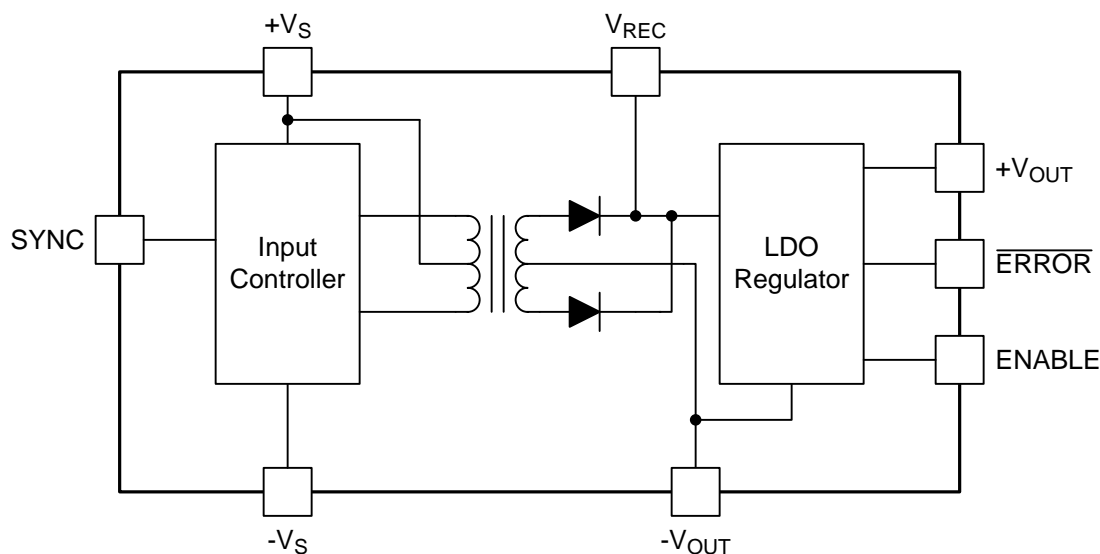 +VS
VREC
SYNC
Input
Controller
LDO
Regulator
+VOUT
ERROR
ENABLE
-VS
-VOUT